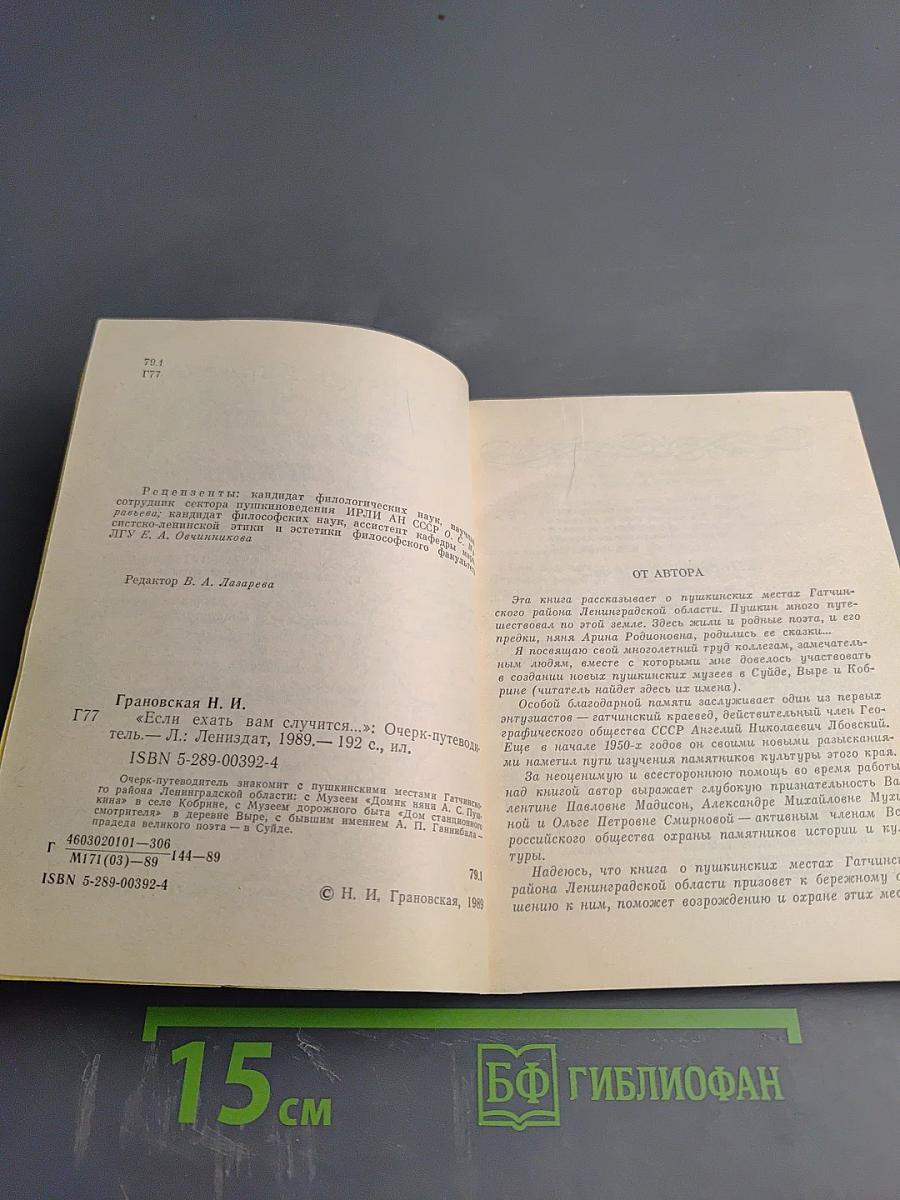 79.1
Г77
Рецензенты: кандидат филологических наук,
сотрудник сектора пушкиноведения ИРЛИ АН СССР О. С.
равьева; кандидат философских наук, ассистент кафедры
систско-ленинской этики и эстетики философского
ЛГУ Е. А. Овчинникова
Редактор В. А. Лазарева
Грановская Н. И.
Г77 «Если ехать вам случится...»: Очерк-путеводи-
тель.— Л.: Лениздат, 1989.— 192 с., ил.
ISBN 5-289-00392-4
Очерк-путеводитель знакомит с пушкинскими местами Гатчинско-
го района Ленинградской области: с Музеем «Домик няни А. С. Пуш-
кина» в селе Кобрине, с Музеем дорожного быта «Дом станционного
смотрителя» в деревне Выре, с бывшим имением А. П. Ганнибала —
прадеда великого поэта — в Суйде.
Г 4603020101—306
М171(03)—89 144—89
79.1
ISBN 5-289-00392-4
© Н. И. Грановская, 1989
ОТ АВТОРА
Эта книга рассказывает о пушкинских местах Гатчин-
ского района Ленинградской области. Пушкин много путе-
шествовал по этой земле. Здесь жили и родные поэта, и его
предки, няня Арина Родионовна, родились ее сказки...
Я посвящаю свой многолетний труд коллегам, замечатель-
ным людям, вместе с которыми мне довелось участвовать
в создании новых пушкинских музеев в Суйде, Выре и Коб-
рине (читатель найдет здесь их имена).
Особой благодарной памяти заслуживает один из первых
энтузиастов — гатчинский краевед, действительный член Гео-
графического общества СССР Ангелий Николаевич Лбовский.
Еще в начале 1950-х годов он своими новыми разыскания-
ми наметил пути изучения памятников культуры этого края.
За неоценимую и всестороннюю помощь во время работы
над книгой автор выражает глубокую признательность Ва-
лентине Павловне Мадисон, Александре Михайловне Мухи-
ной и Ольге Петровне Смирновой — активным членам Вс
российского общества охраны памятников истории и кул
туры.
Надеюсь, что книга о пушкинских местах Гатчинск
района Ленинградской области призовет к бережному о
шению к ним, поможет возрождению и охране этих мес
15 см
БФ ГИБЛИОФАН